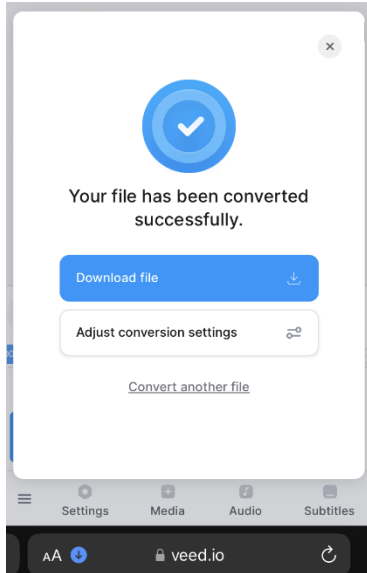 Your file has been converted
successfully.
Download file
Adjust conversion settings
Convert another file
Settings Media Audio Subtitles
AA veed.io